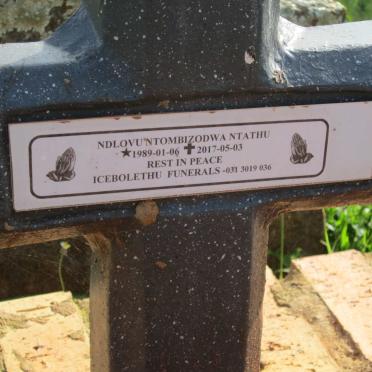 NDLOVU'NTOMBIZODWA NTATHU
★1989-01-06 ✝2017-05-03
REST IN PEACE
ICEBOLETHU FUNERALS -031 3019 036